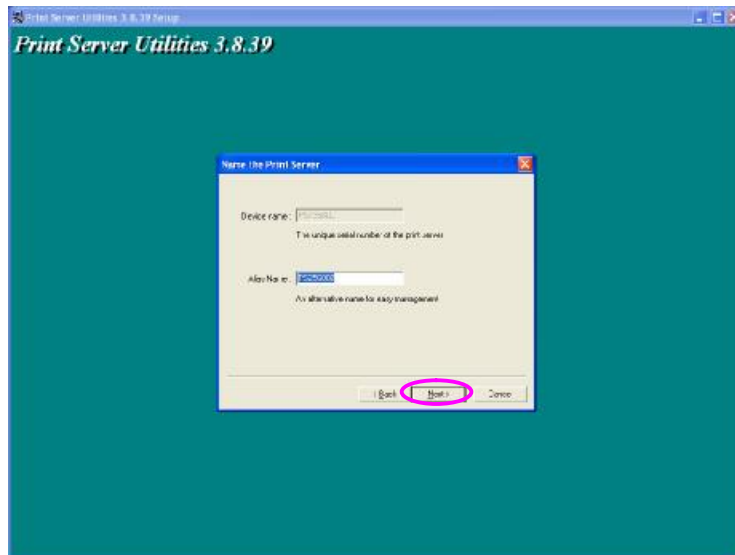 Print Server Utilities 3.8.39 Setup
Print Server Utilities 3.8.39
Name the Print Server
Device name:
The unique serial number of the print server
Alias Name:
An alternative name for easy management
< Back
Next >
Cancel